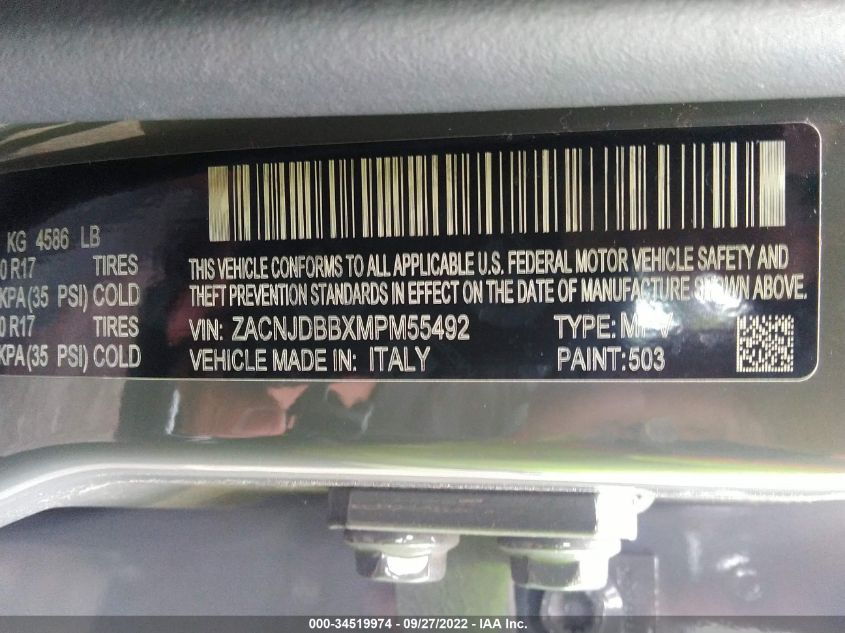 KG 4586 LB
0 R17 TIRES
KPA(35 PSI) COLD
0 R17 TIRES
KPA(35 PSI) COLD
THIS VEHICLE CONFORMS TO ALL APPLICABLE U.S. FEDERAL MOTOR VEHICLE SAFETY AND
THEFT PREVENTION STANDARDS IN EFFECT ON THE DATE OF MANUFACTURE SHOWN ABOVE.
VIN: ZACNJDBBXMPM55492 TYPE: MPV
VEHICLE MADE IN: ITALY PAINT:503
000-34519974 - 09/27/2022 - IAA Inc.